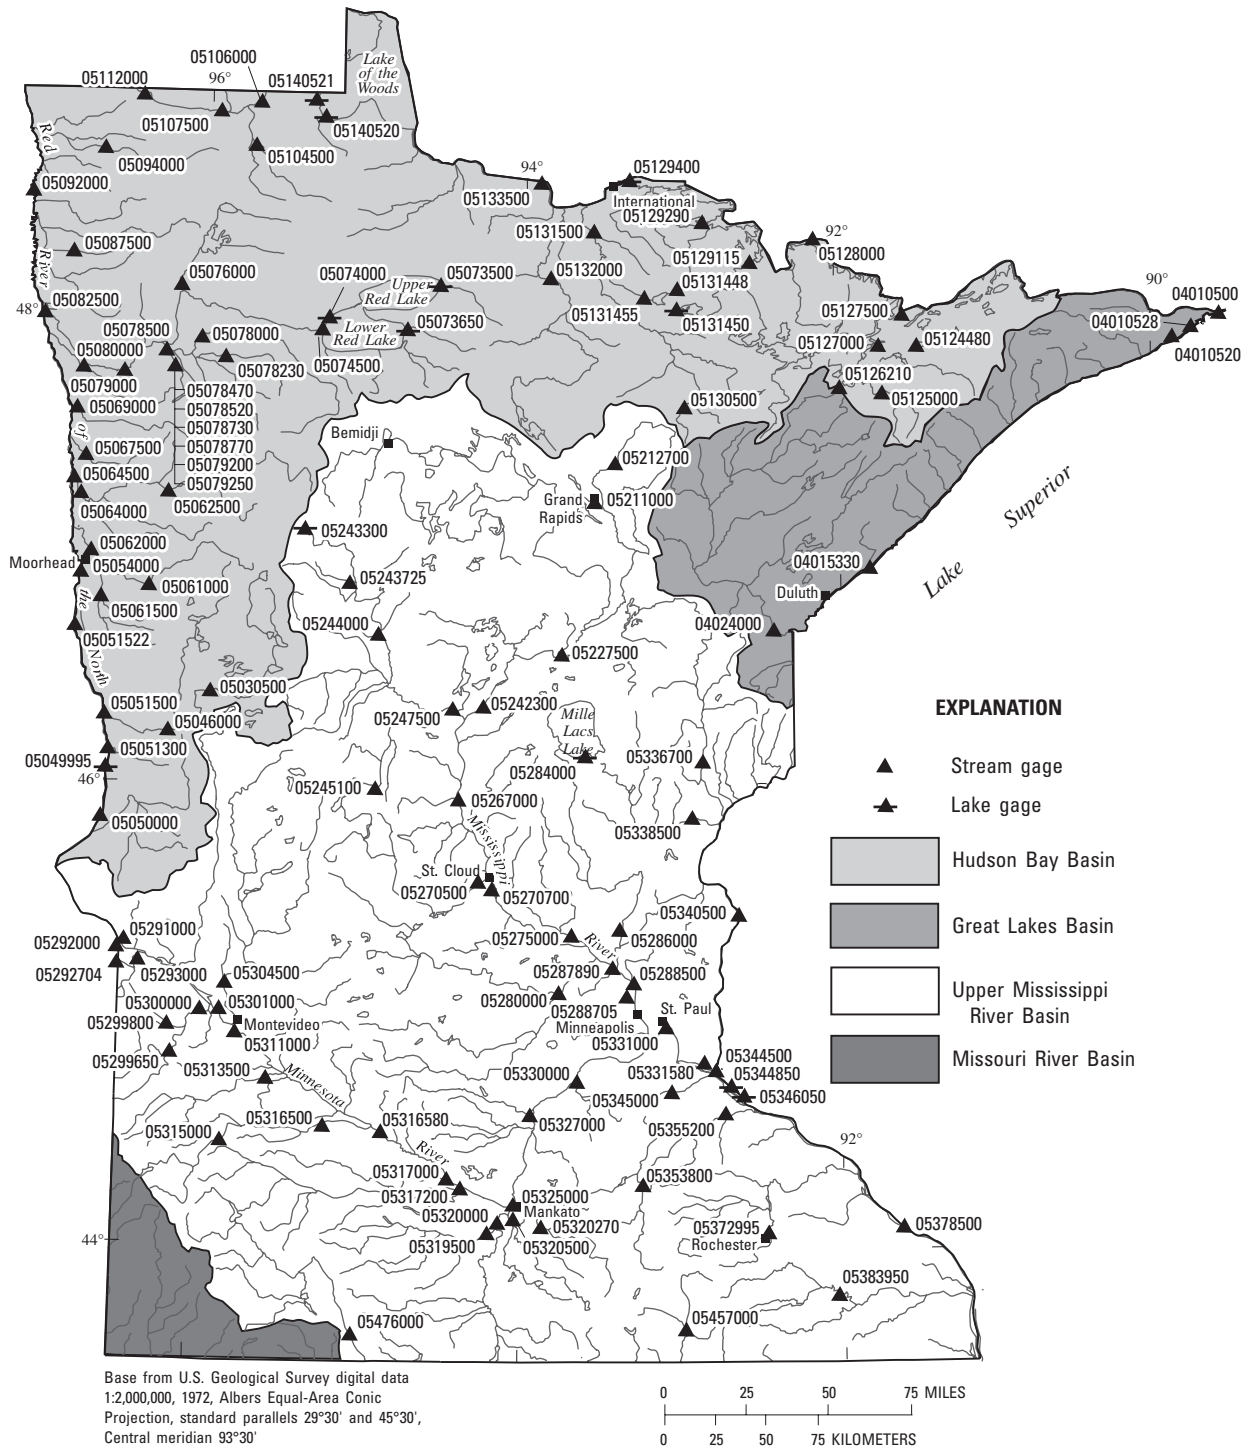 05106000
05112000
96°
05140521
Lake
of the
Woods
05107500
05140520
05094000
05104500
Red
94°
05129400
05092000
05133500
International
05129290
05131500
92°
05087500
05128000
River
05076000
05074000
05073500
05132000
05129115
05131448
Upper
Red Lake
90°
48°
05082500
04010500
05131455
05127500
04010528
05078500
05078000
Lower
Red Lake
05073650
05131450
05080000
05127000
05124480
04010520
05078230
05074500
05126210
05079000
05078470
05069000
05078520
05130500
05125000
05078730
of
Bemidji
05067500
05078770
05212700
05064500
05079200
05079250
Superior
05064000
05062500
Grand
Rapids
05211000
05243300
05062000
Moorhead
05054000
04015330
05061000
05243725
Lake
the
Duluth
05061500
05244000
04024000
05051522
05227500
North
05030500
05051500
05242300
05046000
05247500
Mille
Lacs
Lake
EXPLANATION
05051300
05049995
05336700
Stream gage
46°
05284000
05245100
05267000
Lake gage
05050000
Mississippi
05338500
Hudson Bay Basin
St. Cloud
05270500
05270700
05340500
Great Lakes Basin
05291000
05292000
05275000
River
05286000
05292704
05293000
05304500
05287890
05288500
Upper Mississippi
River Basin
05300000
05301000
05280000
05288705
St. Paul
05299800
Montevideo
Minneapolis
05311000
05331000
05299650
05344500
Missouri River Basin
05313500
Minnesota
05330000
05331580
05344850
05345000
05346050
05316500
05316580
05315000
05327000
05355200
92°
River
05317000
05353800
05317200
05325000
Mankato
05320000
05320270
05372995
05378500
44°
05319500
05320500
Rochester
05383950
05476000
05457000
Base from U.S. Geological Survey digital data
1:2,000,000, 1972, Albers Equal-Area Conic
Projection, standard parallels 29°30' and 45°30',
Central meridian 93°30'
0 25 50 75 MILES
0 25 50 75 KILOMETERS